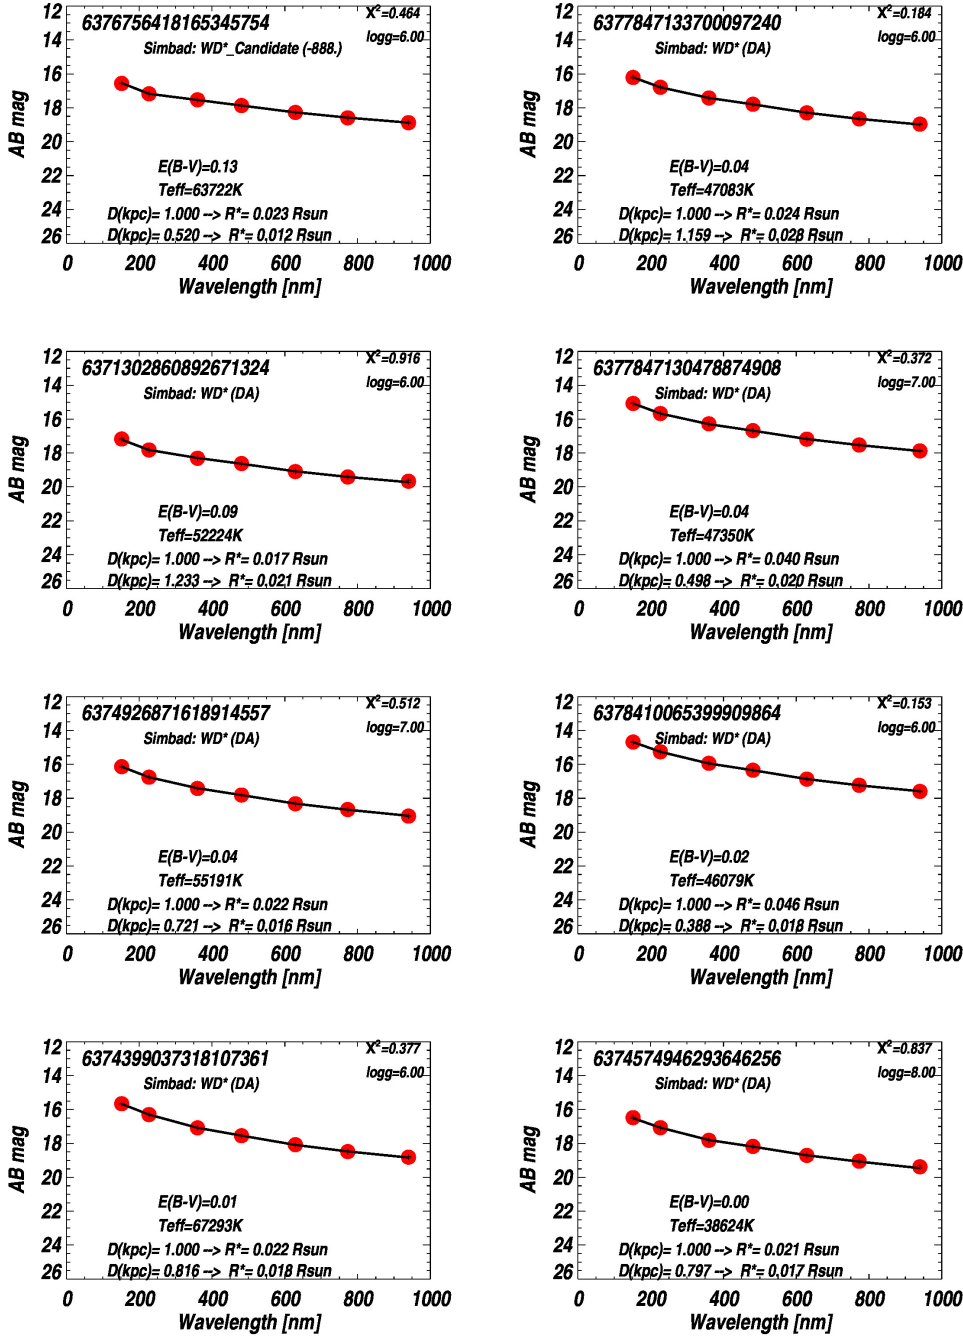 6376756418165345754
X²=0.464
logg=6.00
Simbad: WD*_Candidate (-888.)
E(B-V)=0.13
Teff=63722K
D(kpc)= 1.000 --> R*= 0.023 Rsun
D(kpc)= 0.520 --> R*= 0.012 Rsun
12
14
16
18
20
22
24
26
AB mag
0 200 400 600 800 1000
Wavelength [nm]
6377847133700097240
X²=0.184
logg=6.00
Simbad: WD* (DA)
E(B-V)=0.04
Teff=47083K
D(kpc)= 1.000 --> R*= 0.024 Rsun
D(kpc)= 1.159 --> R*= 0.028 Rsun
12
14
16
18
20
22
24
26
AB mag
0 200 400 600 800 1000
Wavelength [nm]
6371302860892671324
X²=0.916
logg=6.00
Simbad: WD* (DA)
E(B-V)=0.09
Teff=52224K
D(kpc)= 1.000 --> R*= 0.017 Rsun
D(kpc)= 1.233 --> R*= 0.021 Rsun
12
14
16
18
20
22
24
26
AB mag
0 200 400 600 800 1000
Wavelength [nm]
6377847130478874908
X²=0.372
logg=7.00
Simbad: WD* (DA)
E(B-V)=0.04
Teff=47350K
D(kpc)= 1.000 --> R*= 0.040 Rsun
D(kpc)= 0.498 --> R*= 0.020 Rsun
12
14
16
18
20
22
24
26
AB mag
0 200 400 600 800 1000
Wavelength [nm]
6374926871618914557
X²=0.512
logg=7.00
Simbad: WD* (DA)
E(B-V)=0.04
Teff=55191K
D(kpc)= 1.000 --> R*= 0.022 Rsun
D(kpc)= 0.721 --> R*= 0.016 Rsun
12
14
16
18
20
22
24
26
AB mag
0 200 400 600 800 1000
Wavelength [nm]
6378410065399909864
X²=0.153
logg=6.00
Simbad: WD* (DA)
E(B-V)=0.02
Teff=46079K
D(kpc)= 1.000 --> R*= 0.046 Rsun
D(kpc)= 0.388 --> R*= 0.018 Rsun
12
14
16
18
20
22
24
26
AB mag
0 200 400 600 800 1000
Wavelength [nm]
6374399037318107361
X²=0.377
logg=6.00
Simbad: WD* (DA)
E(B-V)=0.01
Teff=67293K
D(kpc)= 1.000 --> R*= 0.022 Rsun
D(kpc)= 0.816 --> R*= 0.018 Rsun
12
14
16
18
20
22
24
26
AB mag
0 200 400 600 800 1000
Wavelength [nm]
6374574946293646256
X²=0.837
logg=8.00
Simbad: WD* (DA)
E(B-V)=0.00
Teff=38624K
D(kpc)= 1.000 --> R*= 0.021 Rsun
D(kpc)= 0.797 --> R*= 0.017 Rsun
12
14
16
18
20
22
24
26
AB mag
0 200 400 600 800 1000
Wavelength [nm]